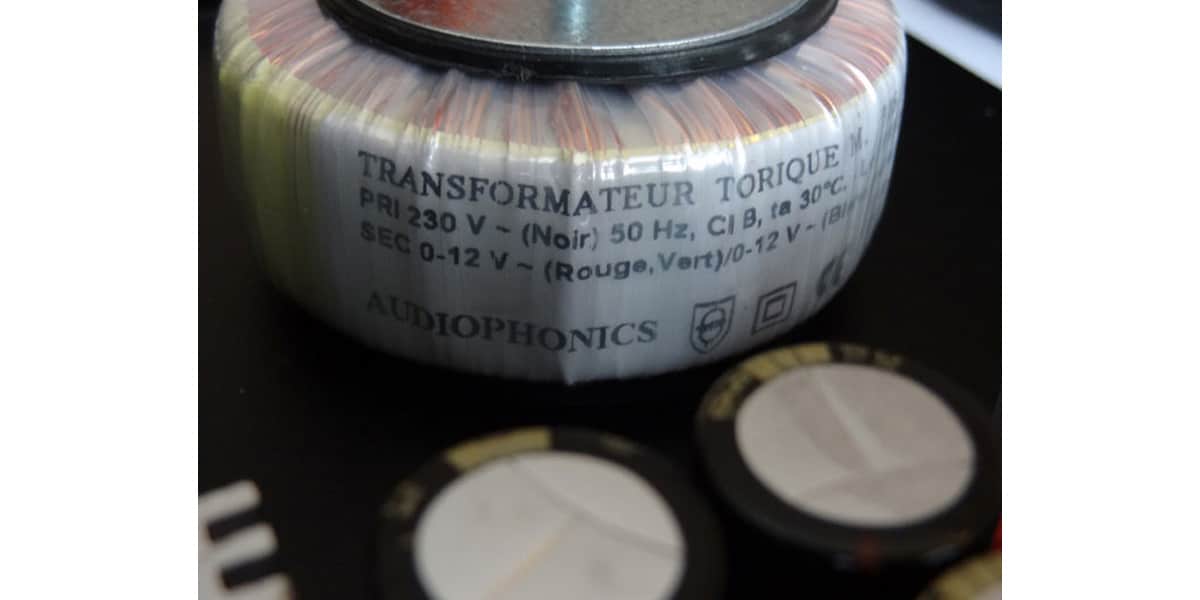 TRANSFORMATEUR TORIQUE M.
PRI 230 V ~ (Noir) 50 Hz, Cl B, ta 30°C.
SEC 0-12 V ~ (Rouge,Vert)/0-12 V ~
AUDIOPHONICS